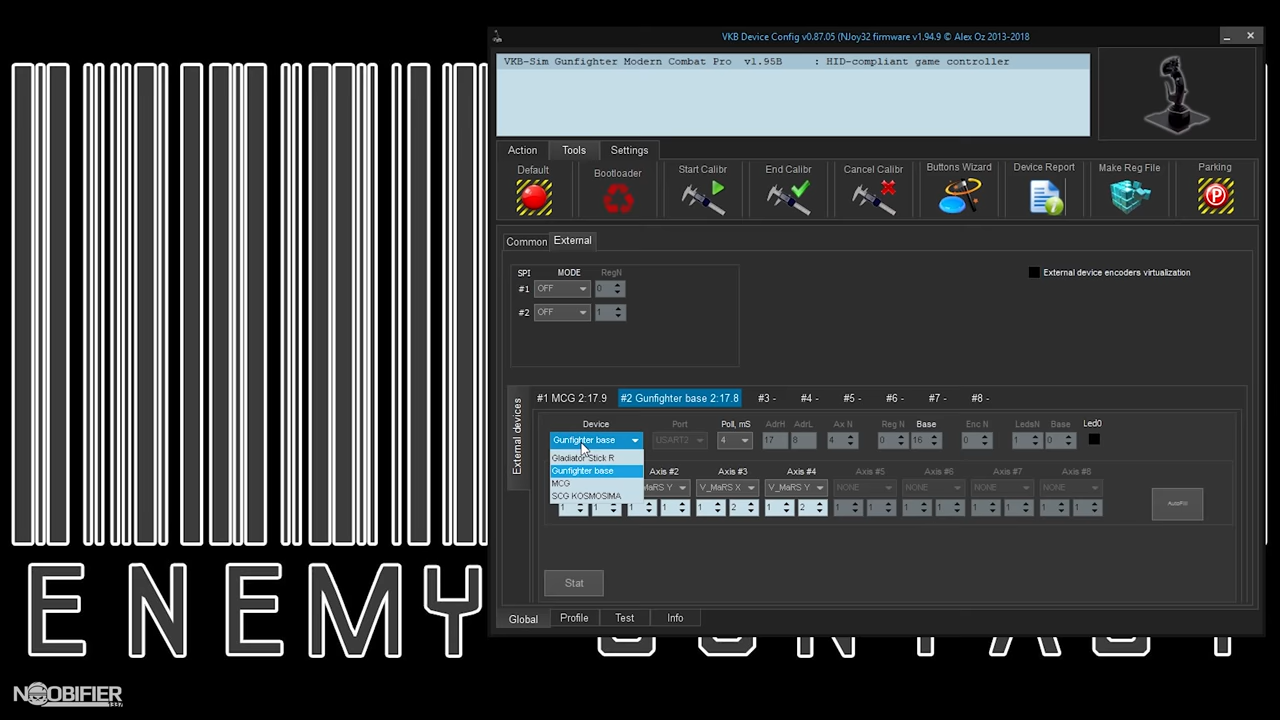 VKB Device Config v0.87.05 (NJoy32 firmware v1.94.9 © Alex Oz 2013-2018
VKB-Sim Gunfighter Modern Combat Pro v1.95B : HID-compliant game controller
Action Tools Settings
Default Bootloader Start Calibr End Calibr Cancel Calibr Buttons Wizard Device Report Make Reg File Parking
Common External
SPI MODE RegN
#1 OFF 0
#2 OFF 1
External device encoders virtualization
External devices
#1 MCG 2:17.9 #2 Gunfighter base 2:17.8 #3 - #4 - #5 - #6 - #7 - #8 -
Device Port Poll, mS AdrH AdrL Ax N Reg N Base Enc N LedsN Base Led0
Gunfighter base USART2 4 17 8 4 0 16 0 1 0
Gladiator Stick R
Gunfighter base
MCG
SCG KOSMOSIMA
Axis #2 Axis #3 Axis #4 Axis #5 Axis #6 Axis #7 Axis #8
MaRS Y V_MaRS X V_MaRS Y NONE NONE NONE NONE
1 1 1 1 1 2 1 2 1 1 1 1 1 1 1 1
AutoFill
Stat
Global Profile Test Info
ENEMY
NOOBIFIER